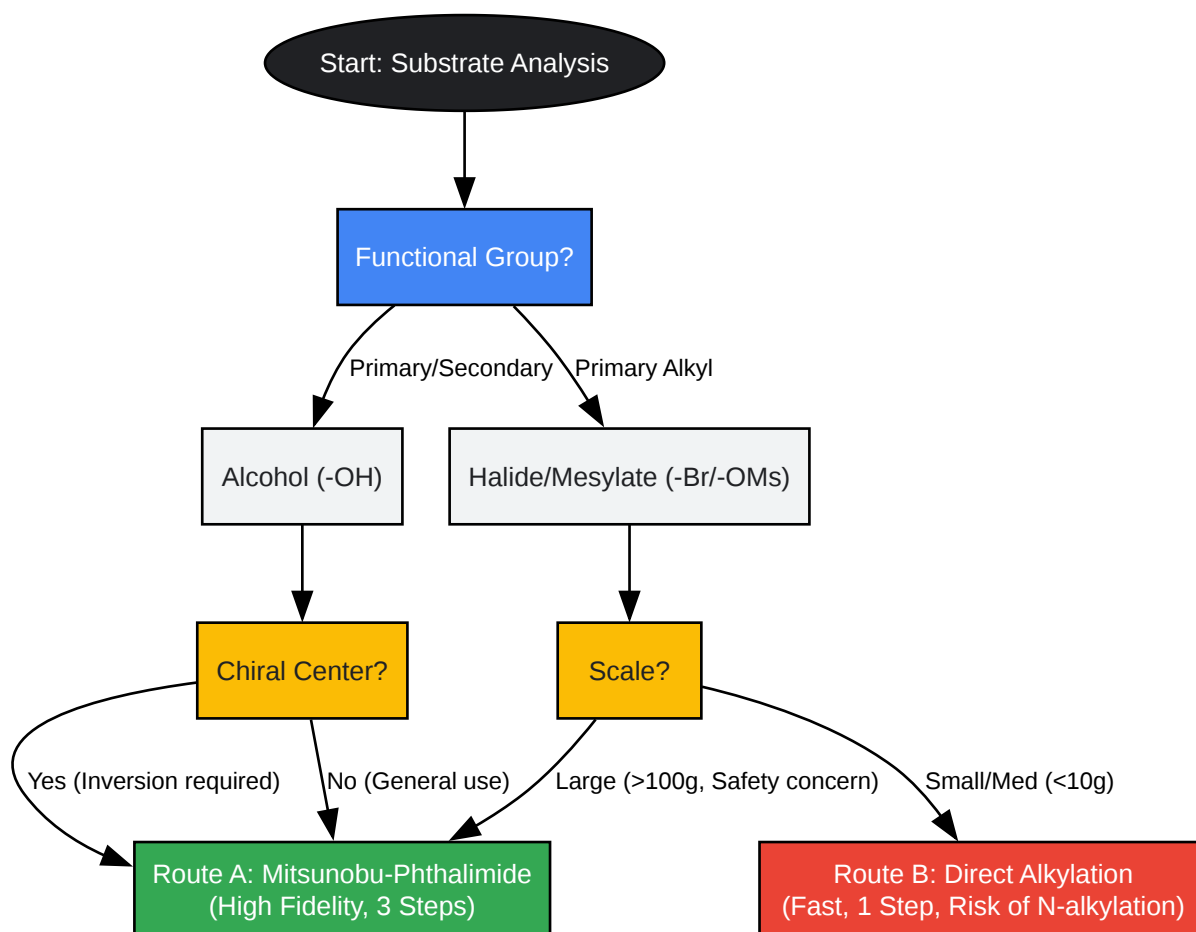 Start: Substrate Analysis
Functional Group?
Primary/Secondary
Primary Alkyl
Alcohol (-OH)
Halide/Mesylate (-Br/-OMs)
Chiral Center?
Scale?
Yes (Inversion required)
No (General use)
Large (>100g, Safety concern)
Small/Med (<10g)
Route A: Mitsunobu-Phthalimide
(High Fidelity, 3 Steps)
Route B: Direct Alkylation
(Fast, 1 Step, Risk of N-alkylation)